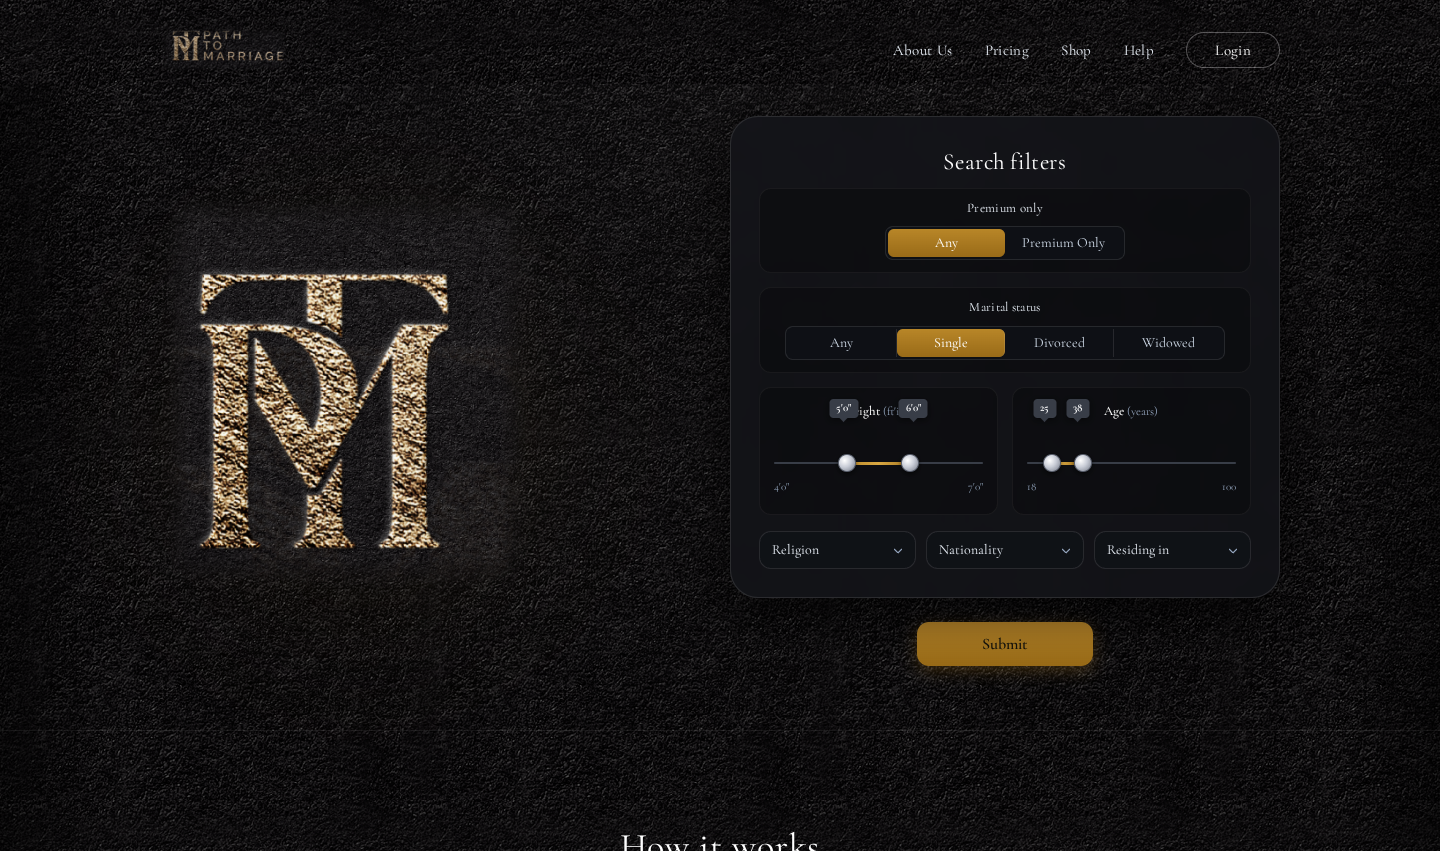 PATH
TO
MARRIAGE
About Us
Pricing
Shop
Help
Login
Search filters
Premium only
Any
Premium Only
Marital status
Any
Single
Divorced
Widowed
5'0"
6'0"
4'0"
7'0"
25
38
Age (years)
18
100
Religion
Nationality
Residing in
Submit
How it works